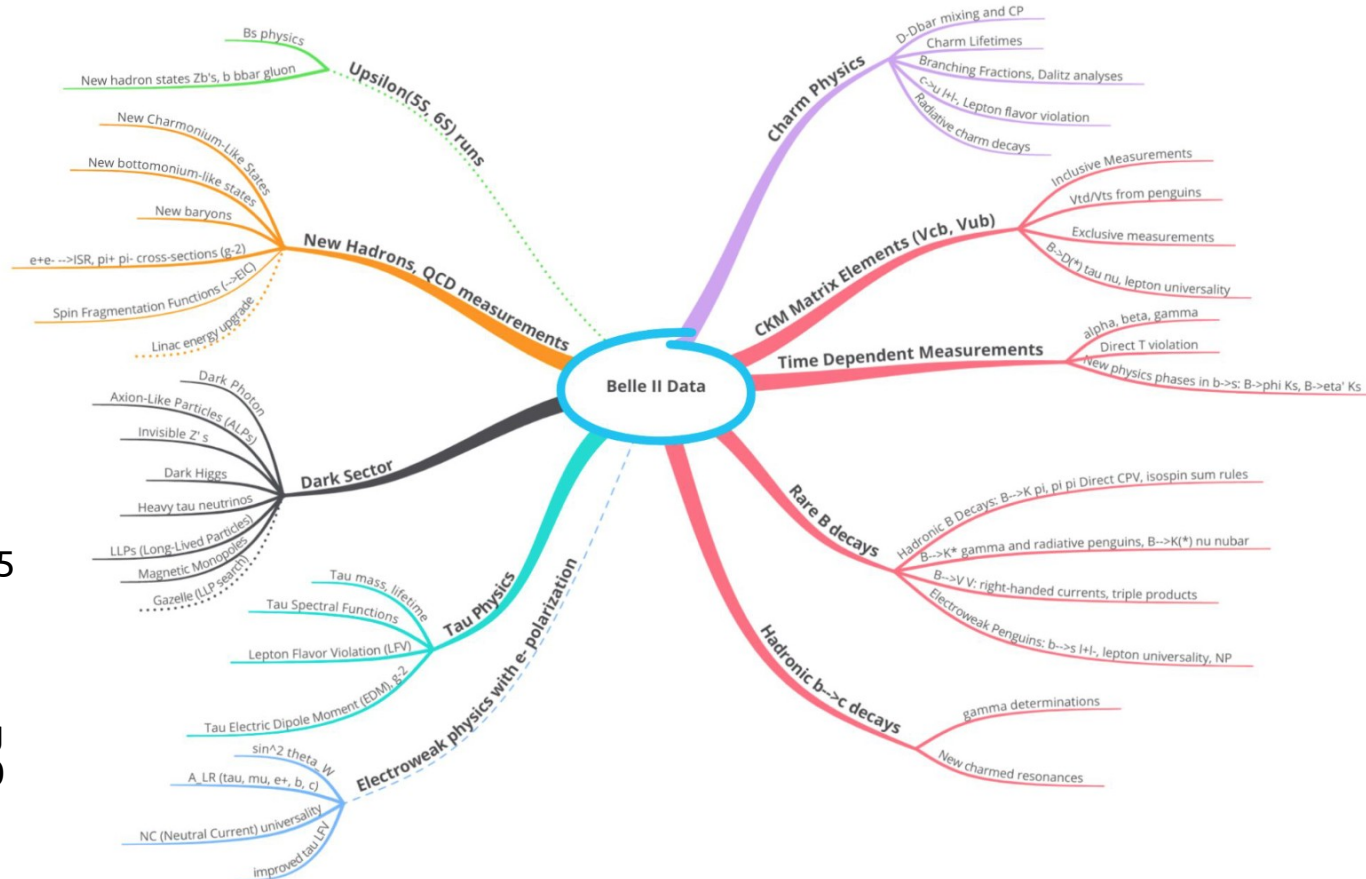 Bs physics
New hadron states Zb's, b bbar gluon
Upsilon(5S, 6S) runs
New Charmonium-Like States
New bottomonium-like states
New baryons
e+e- -->ISR, pi+ pi- cross-sections (g-2)
Spin Fragmentation Functions (-->EIC)
Linac energy upgrade
New Hadrons, QCD measurements
Dark Photon
Axion-Like Particles (ALPs)
Invisible Z' s
Dark Higgs
Heavy tau neutrinos
LLPs (Long-Lived Particles)
Magnetic Monopoles
Gazelle (LLP search)
Dark Sector
5
Tau mass, lifetime
Tau Spectral Functions
Lepton Flavor Violation (LFV)
Tau Electric Dipole Moment (EDM), g-2
Tau Physics
sin^2 theta_W
A_LR (tau, mu, e+, b, c)
NC (Neutral Current) universality
improved tau LFV
Electroweak physics with e- polarization
Belle II Data
Charm Physics
D-Dbar mixing and CP
Charm Lifetimes
Branching Fractions, Dalitz analyses
c->u l+l-, Lepton flavor violation
Radiative charm decays
CKM Matrix Elements (Vcb, Vub)
Inclusive Measurements
Vtd/Vts from penguins
Exclusive measurements
B->D(*) tau nu, lepton universality
Time Dependent Measurements
alpha, beta, gamma
Direct T violation
New physics phases in b->s: B->phi Ks, B->eta' Ks
Rare B decays
Hadronic B Decays: B-->K pi, pi pi Direct CPV, isospin sum rules
B-->K* gamma and radiative penguins, B-->K(*) nu nubar
B-->V V: right-handed currents, triple products
Electroweak Penguins: b-->s l+l-, lepton universality, NP
Hadronic b-->c decays
gamma determinations
New charmed resonances